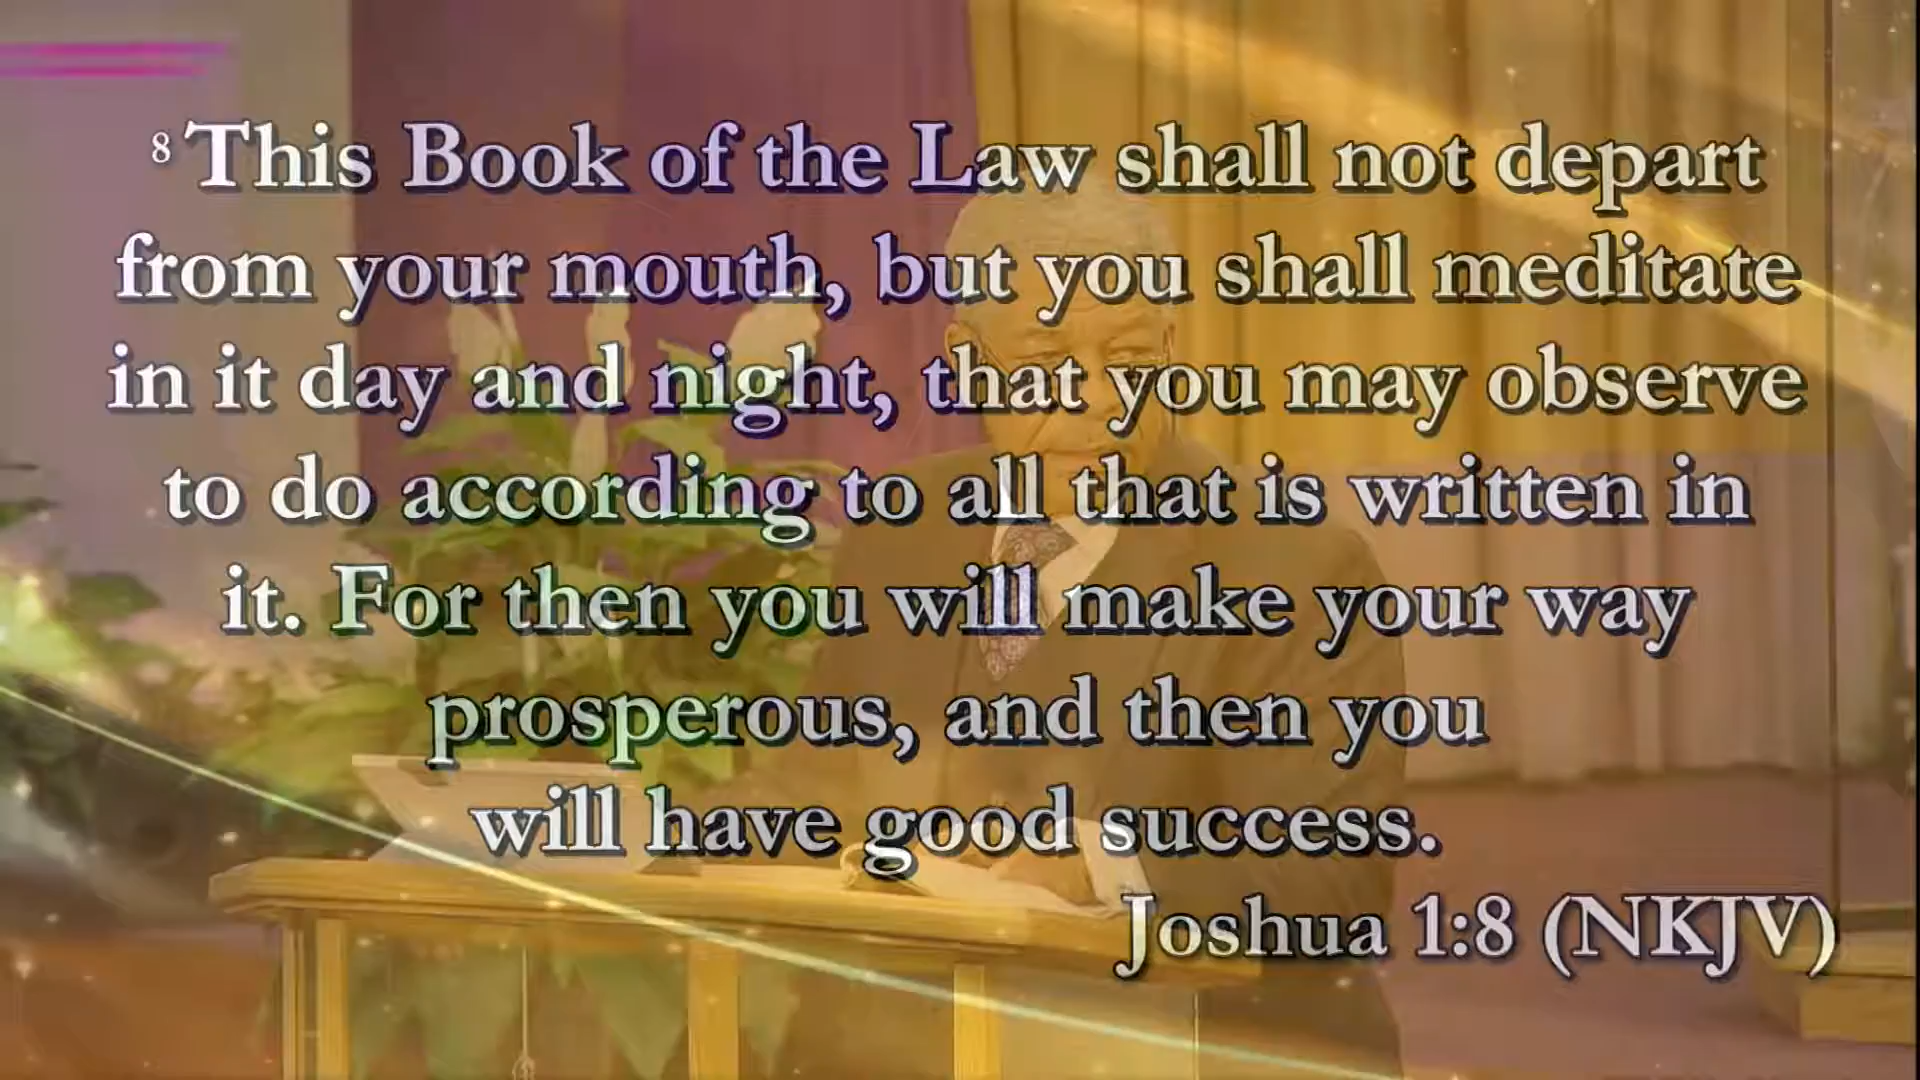 8 This Book of the Law shall not depart
from your mouth, but you shall meditate
in it day and night, that you may observe
to do according to all that is written in
it. For then you will make your way
prosperous, and then you
will have good success.
Joshua 1:8 (NKJV)